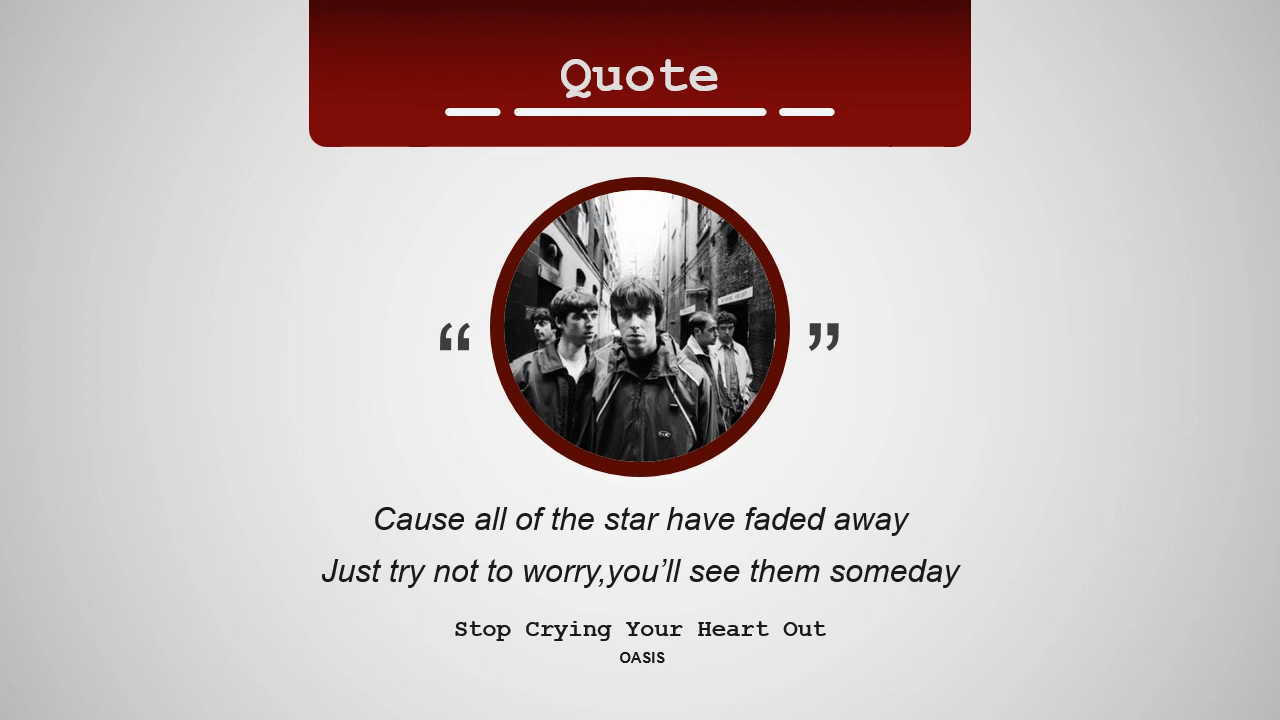 Quote
“ ”
Cause all of the star have faded away
Just try not to worry,you’ll see them someday
Stop Crying Your Heart Out
OASIS